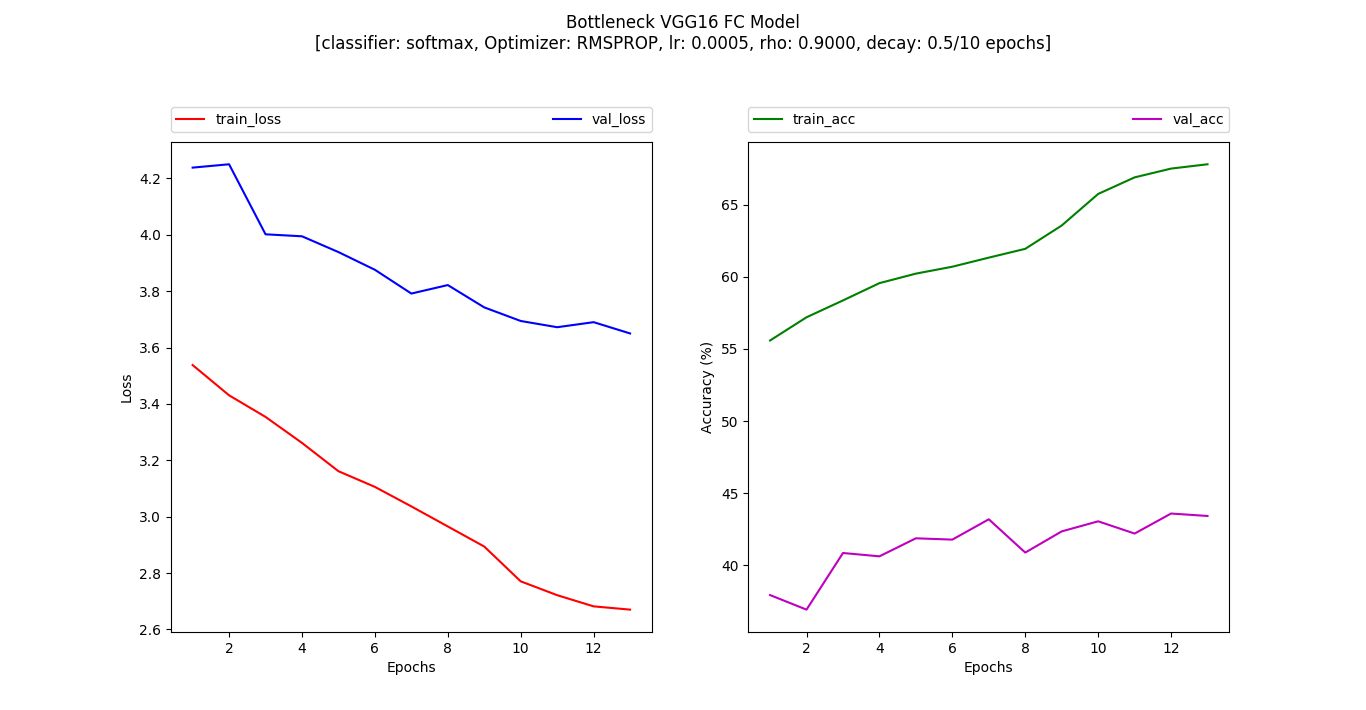 Bottleneck VGG16 FC Model
[classifier: softmax, Optimizer: RMSPROP, lr: 0.0005, rho: 0.9000, decay: 0.5/10 epochs]
train_loss val_loss
4.2
4.0
3.8
3.6
3.4
3.2
3.0
2.8
2.6
Loss
2 4 6 8 10 12
Epochs
train_acc val_acc
65
60
55
50
45
40
Accuracy (%)
2 4 6 8 10 12
Epochs